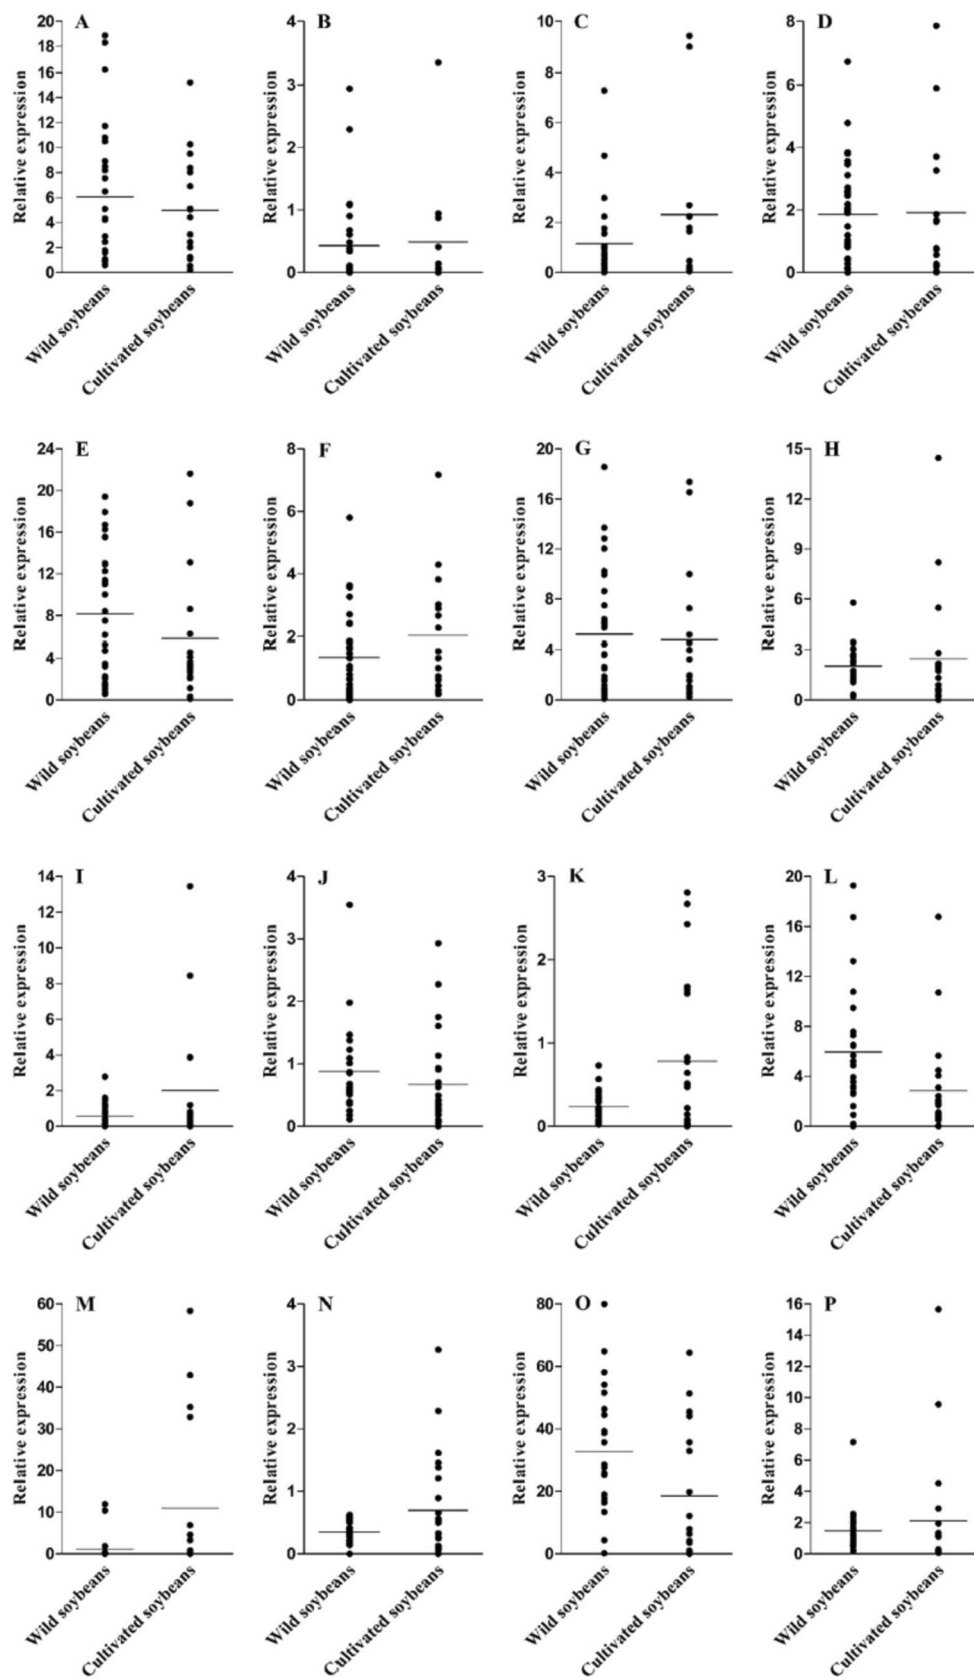 A
Relative expression
20
18
16
14
12
10
8
6
4
2
0
Wild soybeans
Cultivated soybeans
B
Relative expression
4
3
2
1
0
Wild soybeans
Cultivated soybeans
C
Relative expression
10
8
6
4
2
0
Wild soybeans
Cultivated soybeans
D
Relative expression
8
6
4
2
0
Wild soybeans
Cultivated soybeans
E
Relative expression
24
20
16
12
8
4
0
Wild soybeans
Cultivated soybeans
F
Relative expression
8
6
4
2
0
Wild soybeans
Cultivated soybeans
G
Relative expression
20
16
12
8
4
0
Wild soybeans
Cultivated soybeans
H
Relative expression
15
12
9
6
3
0
Wild soybeans
Cultivated soybeans
I
Relative expression
14
12
10
8
6
4
2
0
Wild soybeans
Cultivated soybeans
J
Relative expression
4
3
2
1
0
Wild soybeans
Cultivated soybeans
K
Relative expression
3
2
1
0
Wild soybeans
Cultivated soybeans
L
Relative expression
20
16
12
8
4
0
Wild soybeans
Cultivated soybeans
M
Relative expression
60
50
40
30
20
10
0
Wild soybeans
Cultivated soybeans
N
Relative expression
4
3
2
1
0
Wild soybeans
Cultivated soybeans
O
Relative expression
80
60
40
20
0
Wild soybeans
Cultivated soybeans
P
Relative expression
16
14
12
10
8
6
4
2
0
Wild soybeans
Cultivated soybeans